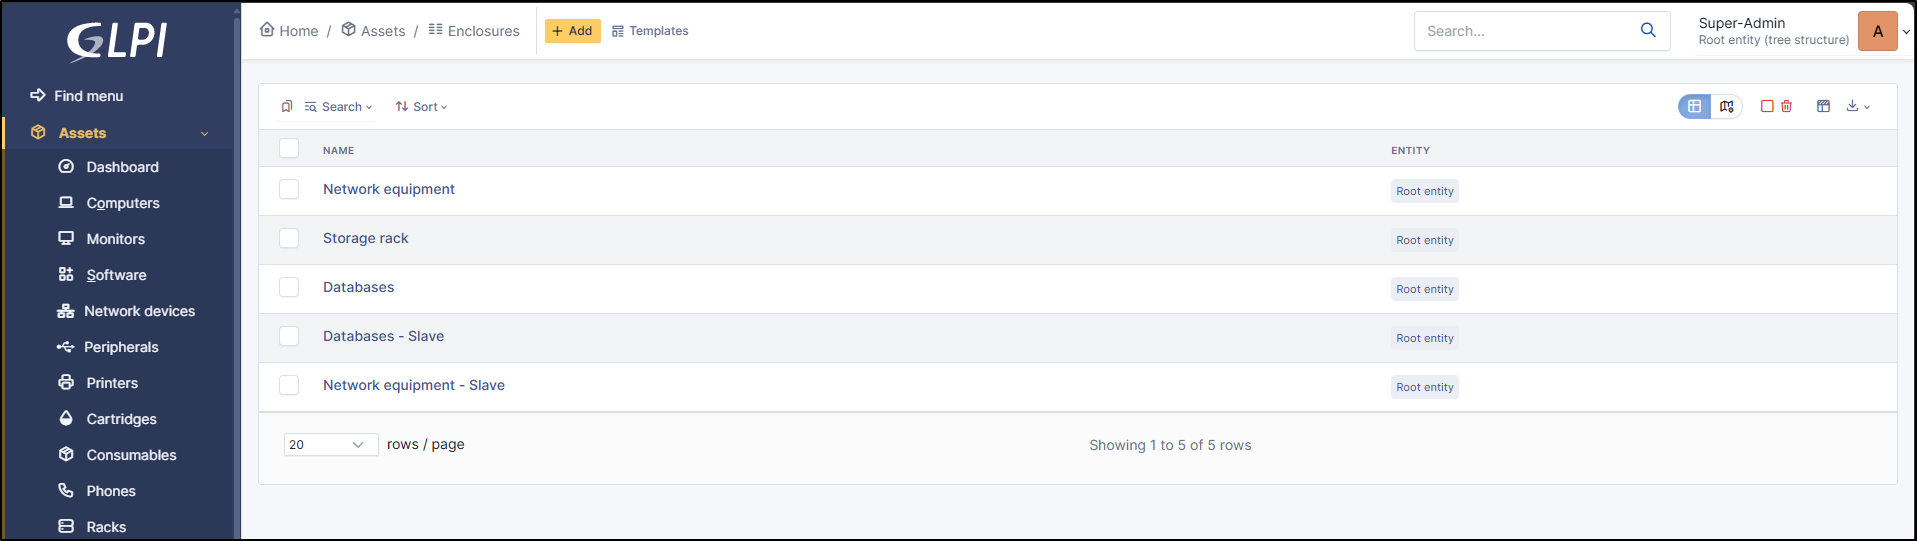 GLPI
Find menu
Assets
Dashboard
Computers
Monitors
Software
Network devices
Peripherals
Printers
Cartridges
Consumables
Phones
Racks
Home / Assets / Enclosures + Add Templates
Search...
Super-Admin
Root entity (tree structure)
A
Search Sort
NAME ENTITY
Network equipment Root entity
Storage rack Root entity
Databases Root entity
Databases - Slave Root entity
Network equipment - Slave Root entity
20 rows / page Showing 1 to 5 of 5 rows